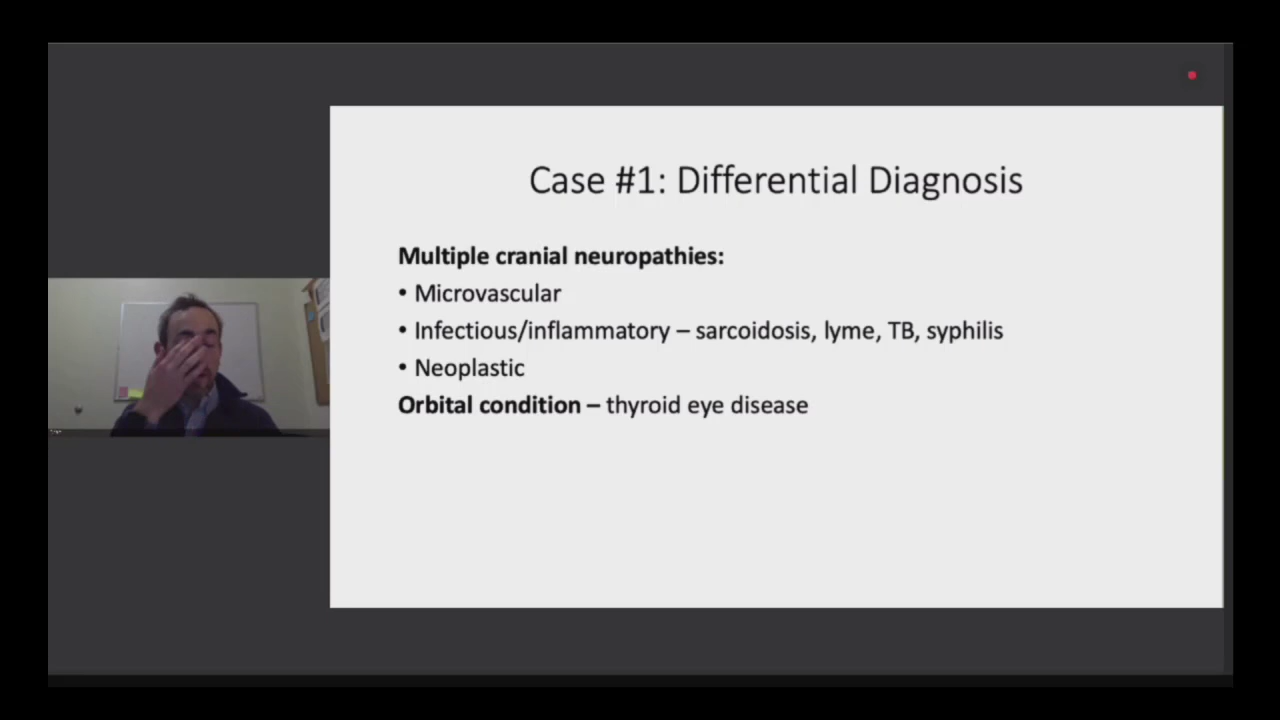 Case #1: Differential Diagnosis
Multiple cranial neuropathies:
• Microvascular
• Infectious/inflammatory – sarcoidosis, lyme, TB, syphilis
• Neoplastic
Orbital condition – thyroid eye disease